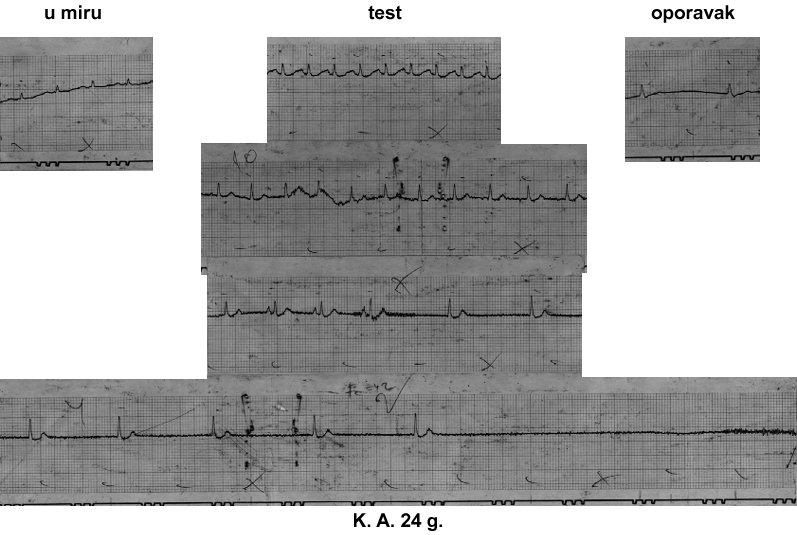 u miru
test
oporavak
K. A. 24 g.